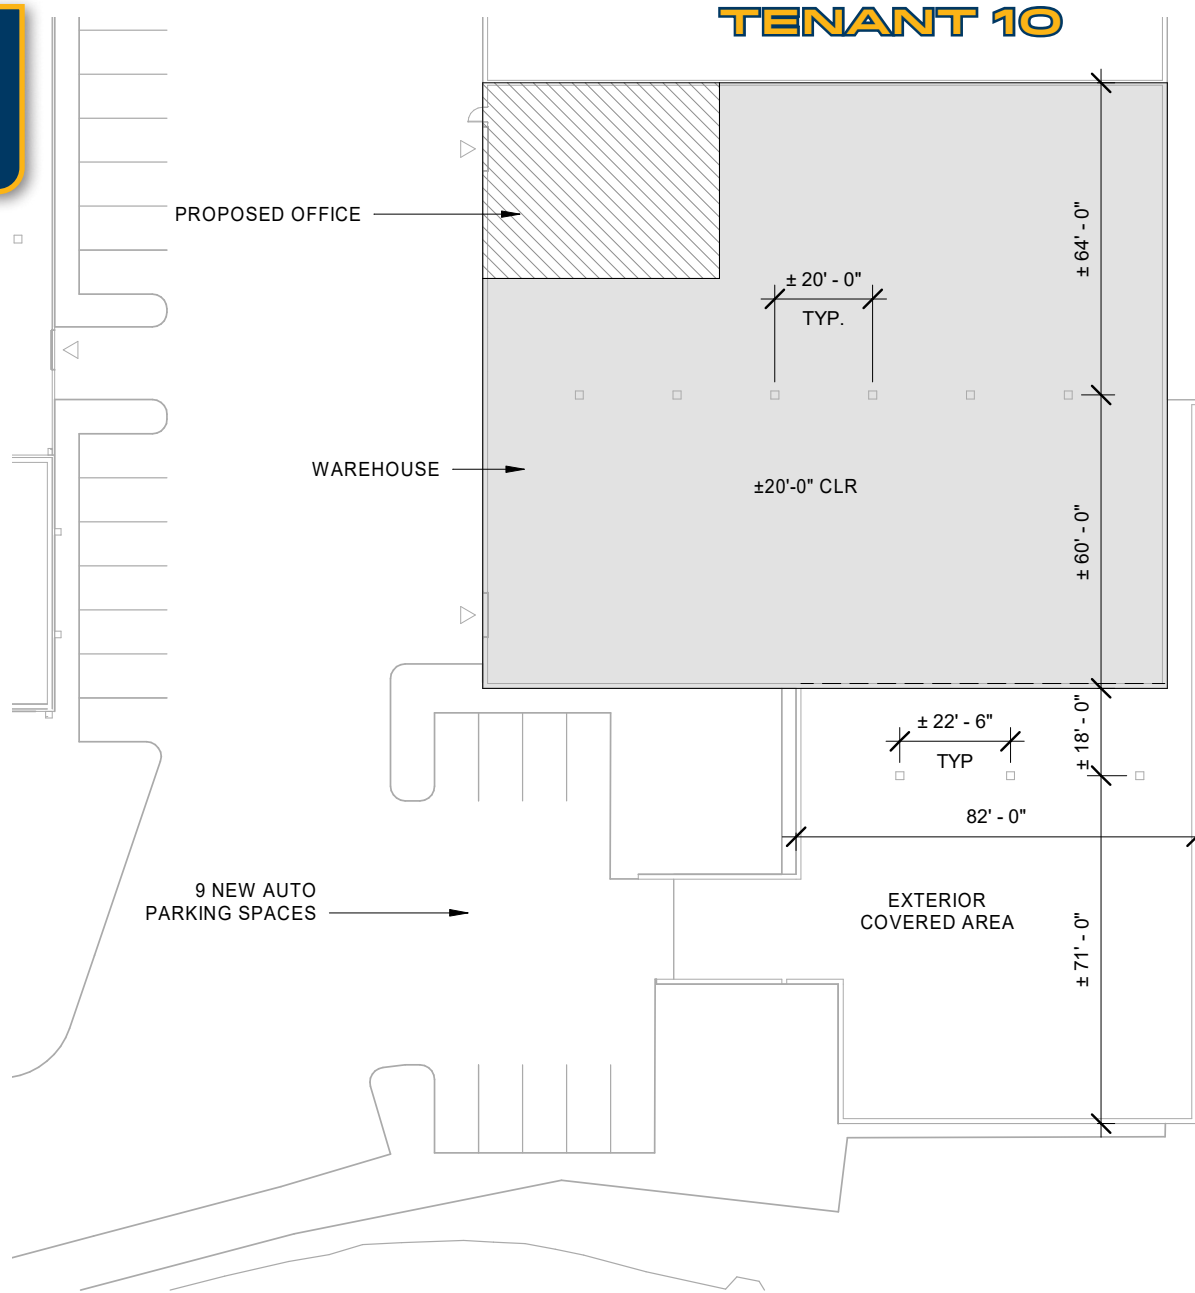 TENANT 10
± 64' - 0"
PROPOSED OFFICE
± 20' - 0"
TYP.
WAREHOUSE
±20'-0" CLR
± 60' - 0"
± 22' - 6"
TYP
± 18' - 0"
82' - 0"
9 NEW AUTO
PARKING SPACES
EXTERIOR
COVERED AREA
± 71' - 0"